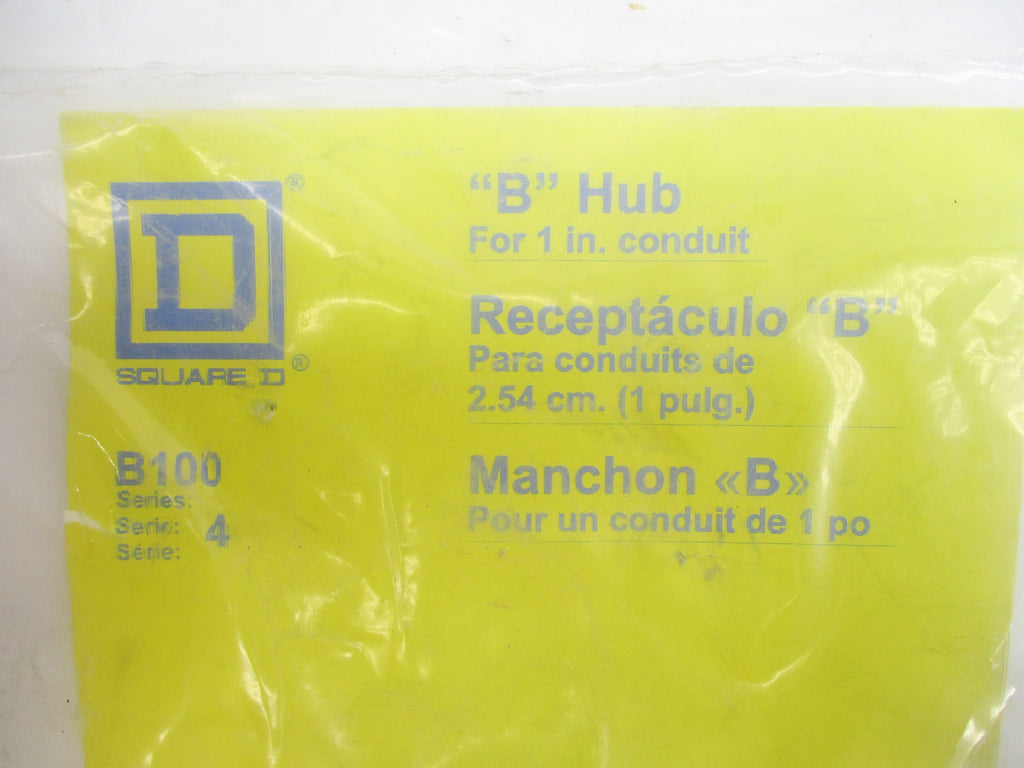 SQUARE D
B100
Series:
Serie: 4
Série:
“B” Hub
For 1 in. conduit
Receptáculo “B”
Para conduits de
2.54 cm. (1 pulg.)
Manchon «B»
Pour un conduit de 1 po